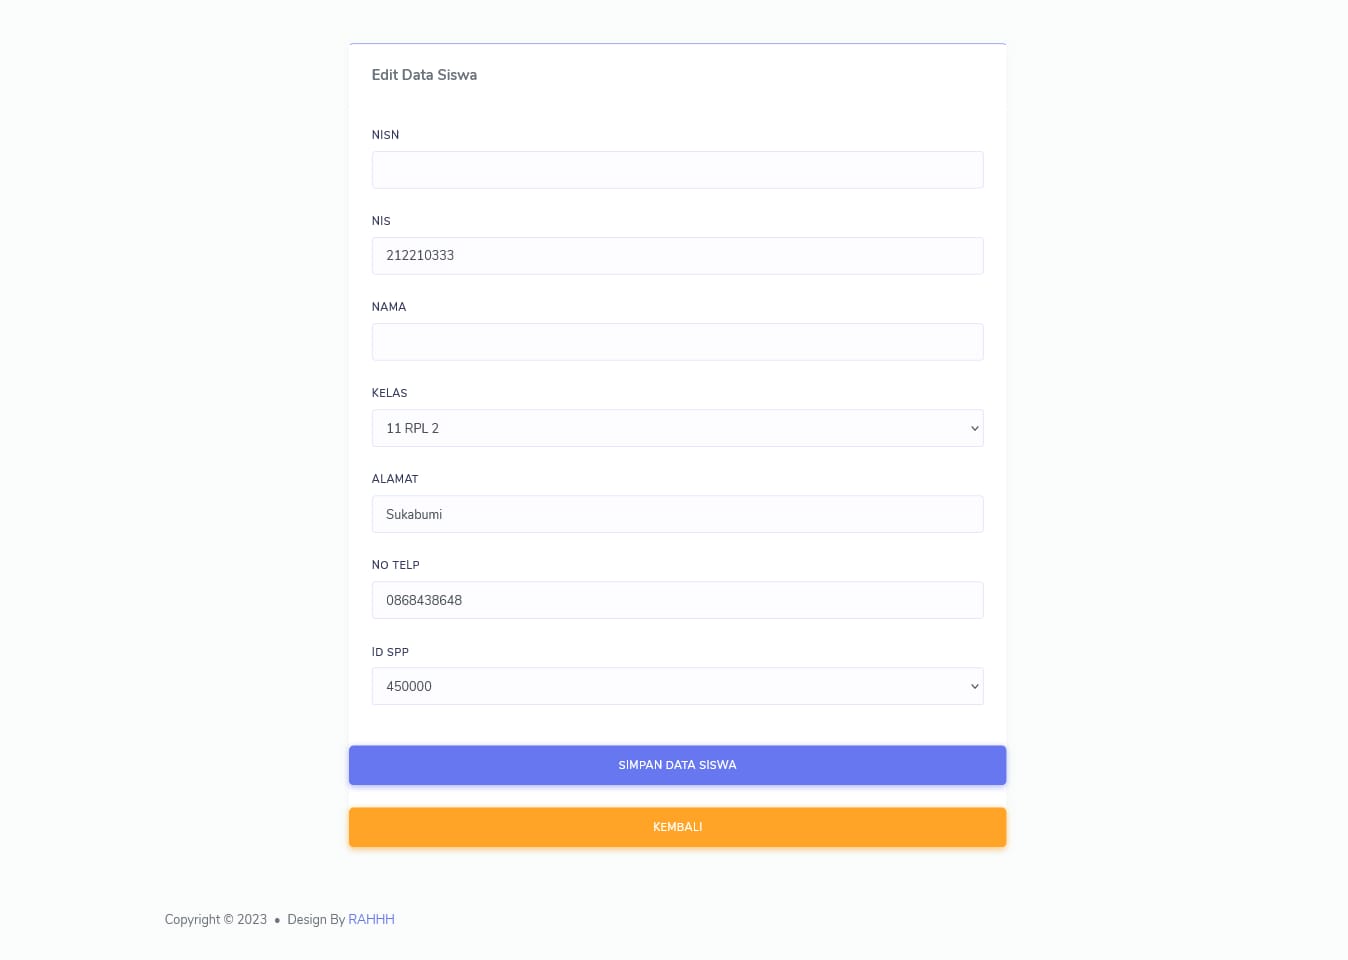 Edit Data Siswa
NISN
NIS
212210333
NAMA
KELAS
11 RPL 2
ALAMAT
Sukabumi
NO TELP
0868438648
ID SPP
450000
SIMPAN DATA SISWA
KEMBALI
Copyright © 2023 • Design By RAHHH